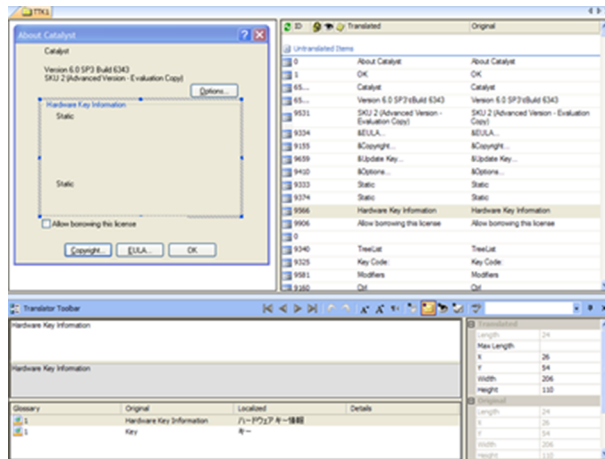 TTK1
About Catalyst
Catalyst
Version 6.0 SP3 Build 6343
SKU 2 (Advanced Version - Evaluation Copy)
Options...
Hardware Key Information
Static
Static
Allow borrowing this license
Copyright...
EULA...
OK
ID Translated Original
Untranslated Items
0 About Catalyst About Catalyst
1 OK OK
65... Catalyst Catalyst
65... Version 6.0 SP3\sBuild 6343 Version 6.0 SP3\sBuild 6343
9531 SKU 2 (Advanced Version - Evaluation Copy) SKU 2 (Advanced Version - Evaluation Copy)
9334 &EULA... &EULA...
9155 &Copyright... &Copyright...
9659 &Update Key... &Update Key...
9410 &Options... &Options...
9333 Static Static
9374 Static Static
9566 Hardware Key Information Hardware Key Information
9906 Allow borrowing this license Allow borrowing this license
0
9340 TreeList TreeList
9325 Key Code: Key Code:
9581 Modifiers Modifiers
9160 Ctrl Ctrl
Translator Toolbar
Hardware Key Information
Hardware Key Information
Glossary Original Localized Details
1 Hardware Key Information ハードウェア キー情報
1 Key キー
Translated
Length 24
Max Length
X 26
Y 54
Width 206
Height 110
Original
Length 24
X 26
Y 54
Width 206
Height 110